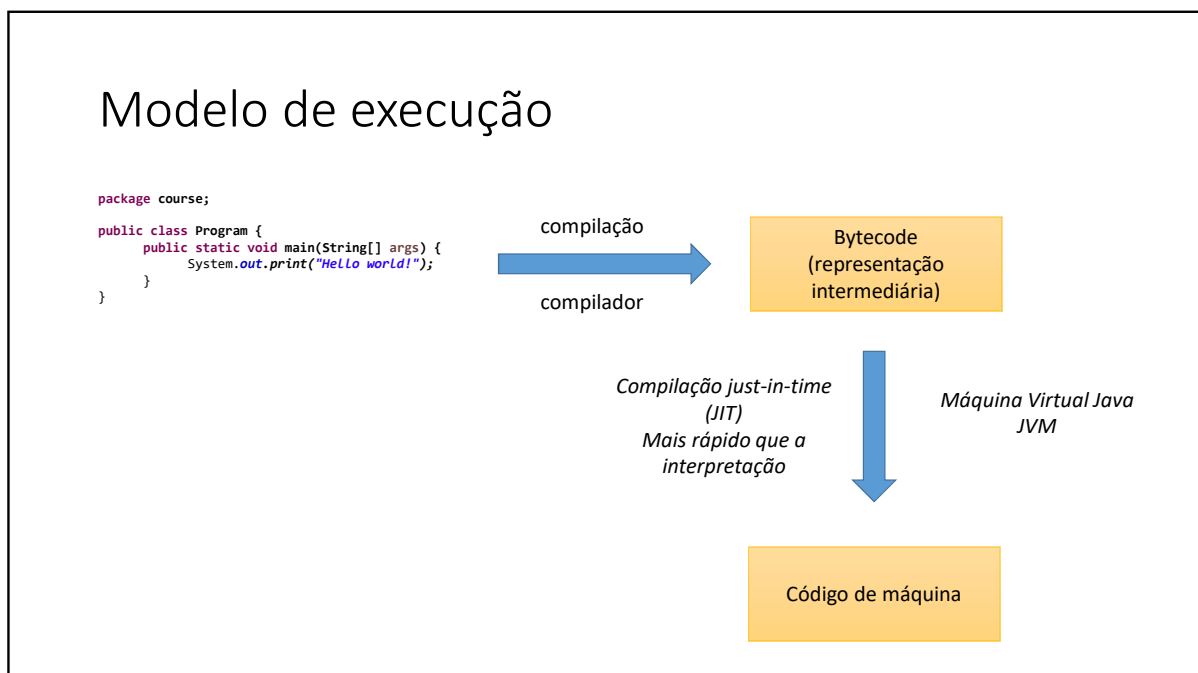 Modelo de execução
package course;
public class Program {
public static void main(String[] args) {
System.out.print("Hello world!");
}
}
compilação
compilador
Bytecode
(representação
intermediária)
Compilação just-in-time
(JIT)
Mais rápido que a
interpretação
Máquina Virtual Java
JVM
Código de máquina